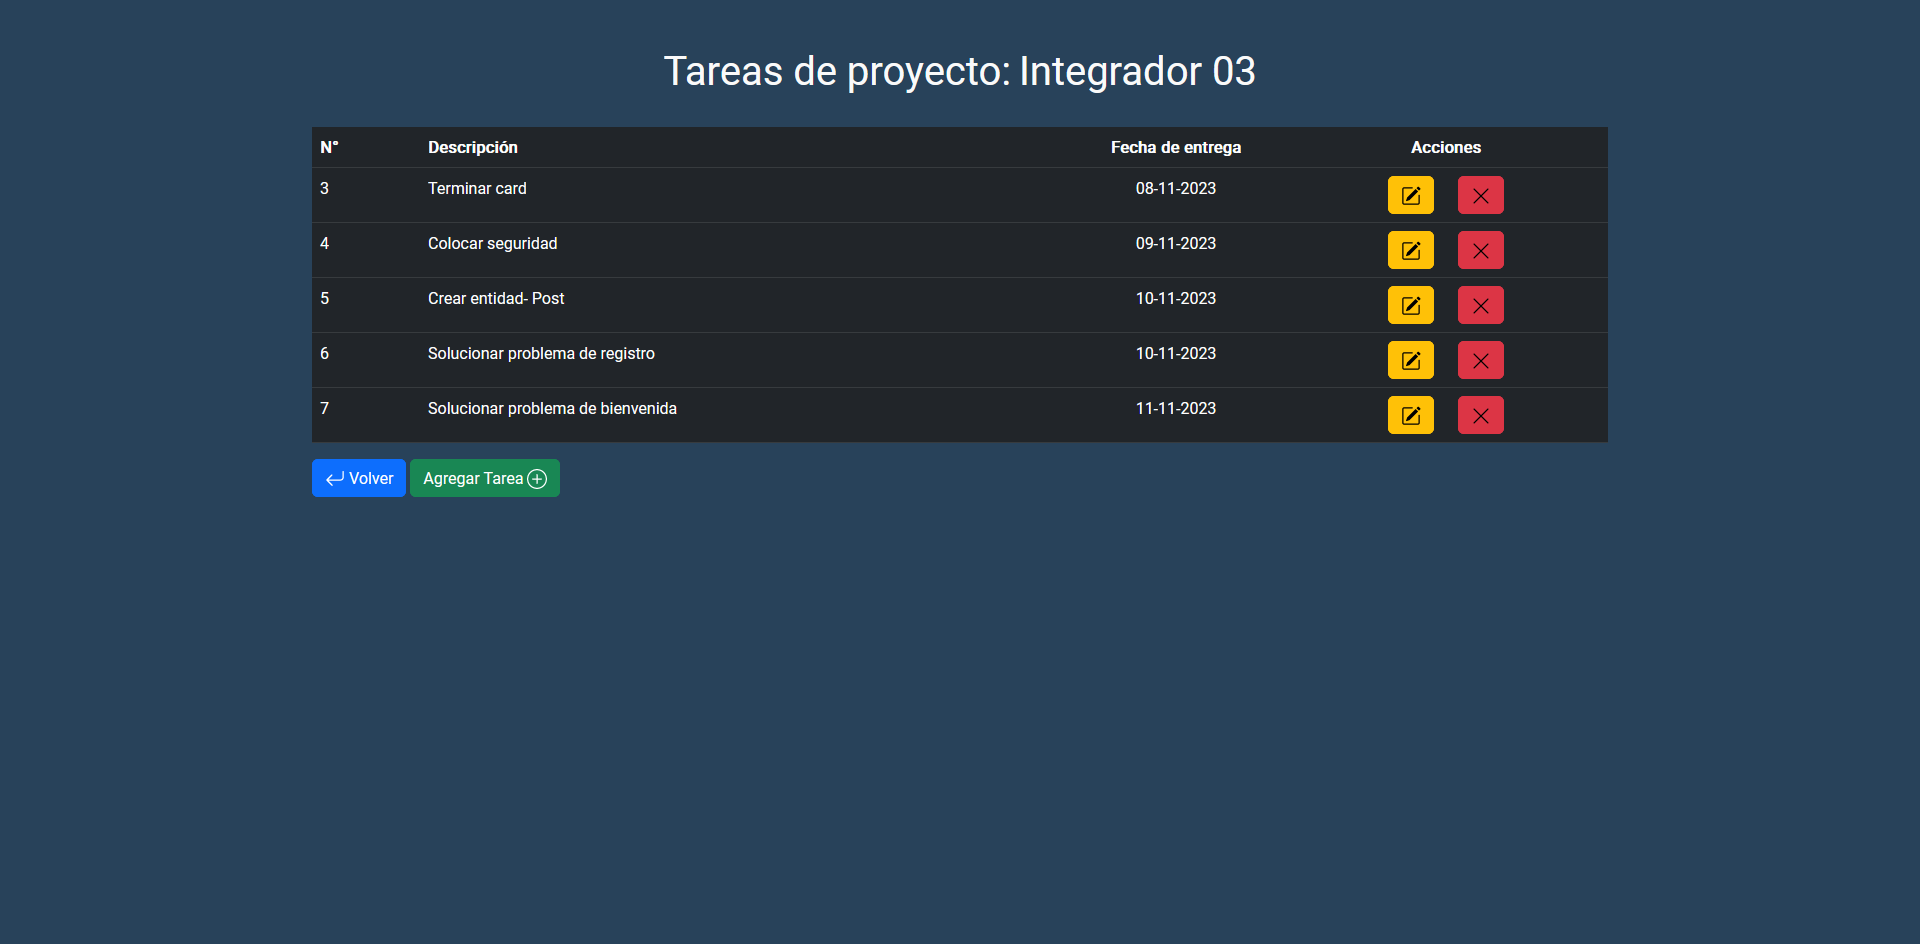 Tareas de proyecto: Integrador 03
N° Descripción Fecha de entrega Acciones
3 Terminar card 08-11-2023
4 Colocar seguridad 09-11-2023
5 Crear entidad- Post 10-11-2023
6 Solucionar problema de registro 10-11-2023
7 Solucionar problema de bienvenida 11-11-2023
Volver Agregar Tarea